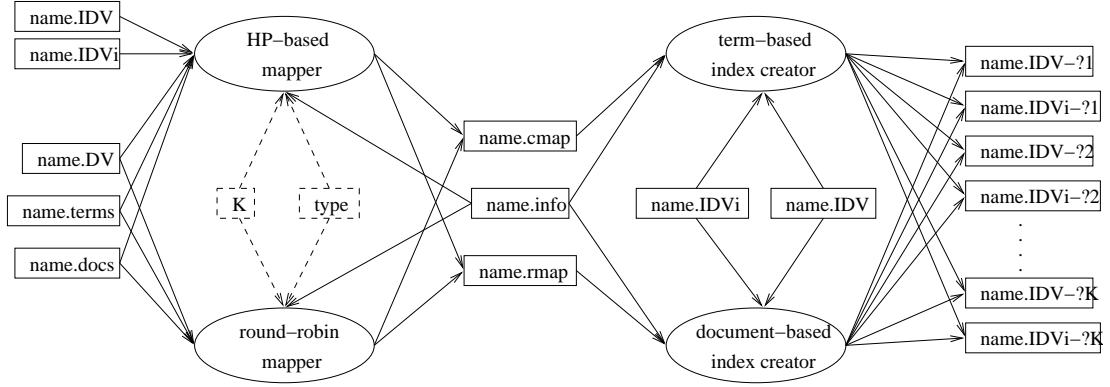 name.IDV
name.IDVi
name.DV
name.terms
name.docs
HP−based
mapper
K
type
round−robin
mapper
name.cmap
name.info
name.rmap
term−based
index creator
name.IDVi
name.IDV
document−based
index creator
name.IDV−?1
name.IDVi−?1
name.IDV−?2
name.IDVi−?2
.
.
.
.
name.IDV−?K
name.IDVi−?K